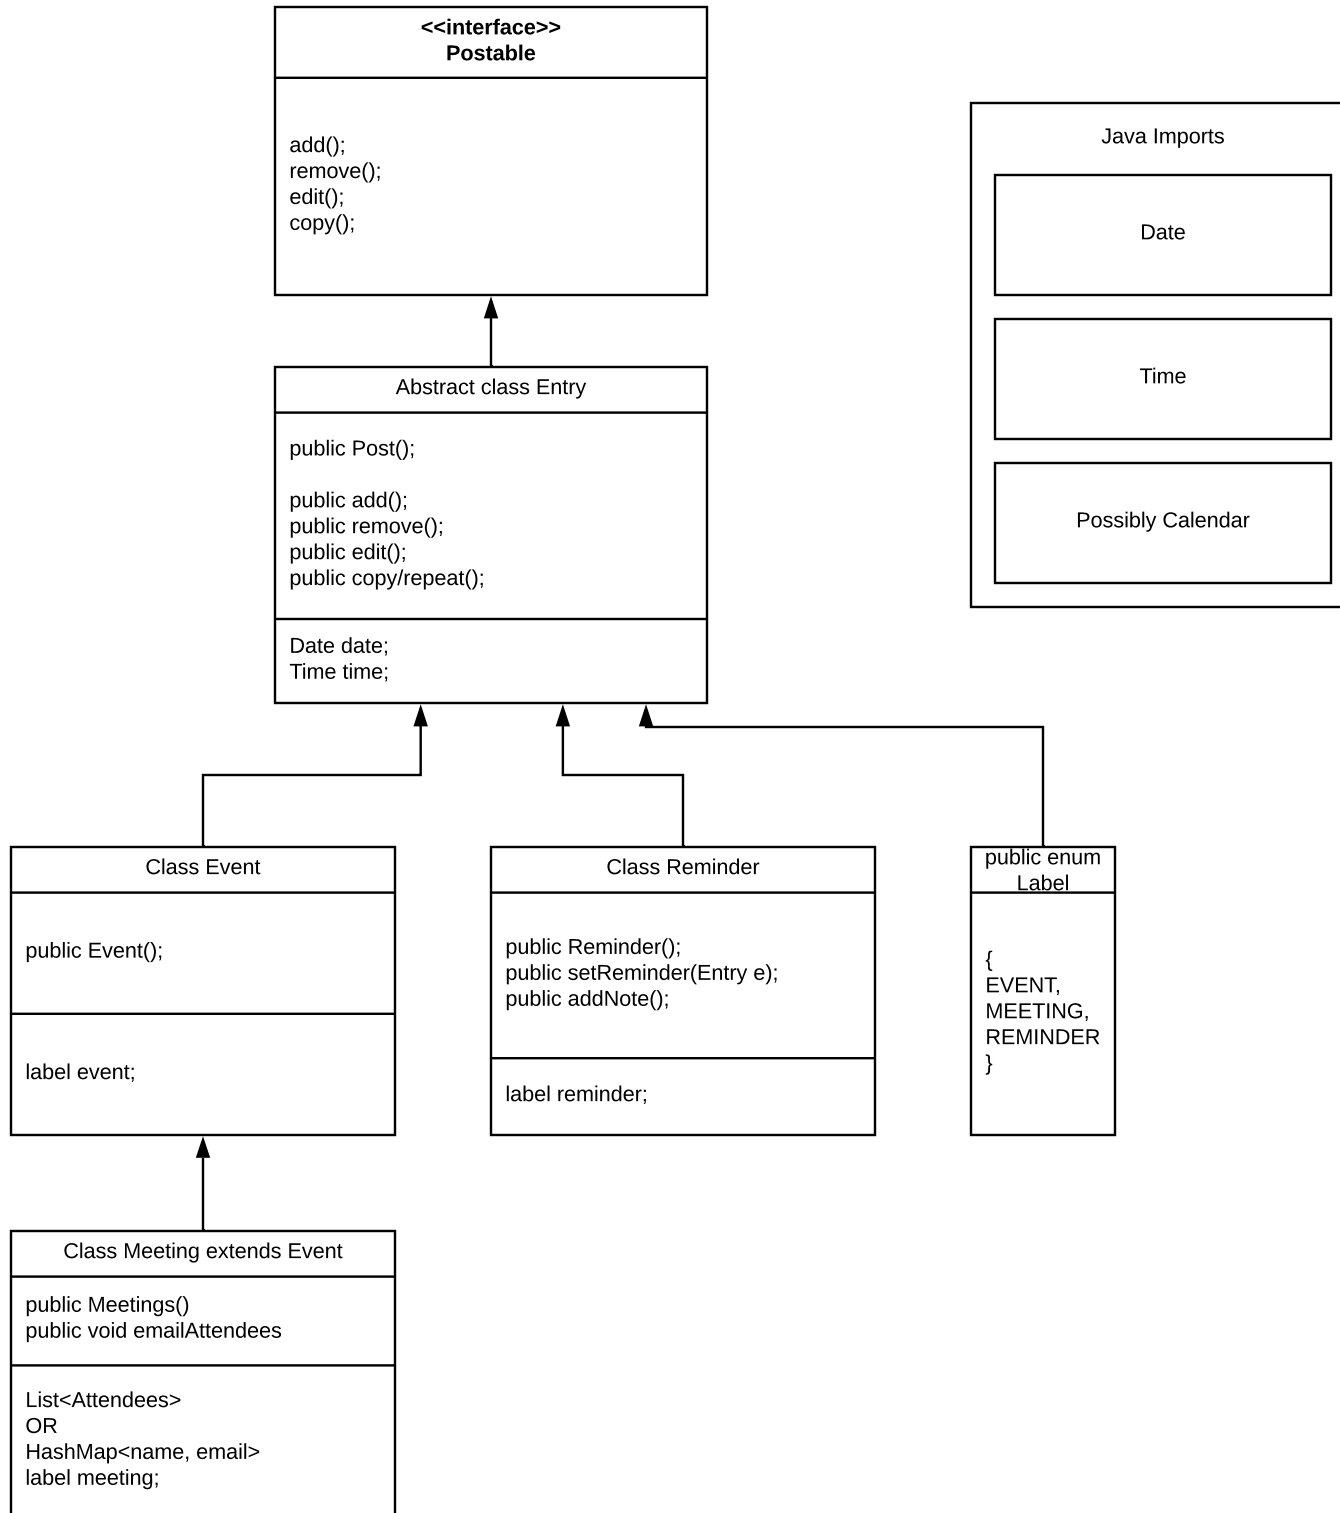 <<interface>>
Postable
add();
remove();
edit();
copy();
Java Imports
Date
Time
Possibly Calendar
Abstract class Entry
public Post();
public add();
public remove();
public edit();
public copy/repeat();
Date date;
Time time;
Class Event
public Event();
label event;
Class Reminder
public Reminder();
public setReminder(Entry e);
public addNote();
label reminder;
public enum
Label
{
EVENT,
MEETING,
REMINDER
}
Class Meeting extends Event
public Meetings()
public void emailAttendees
List<Attendees>
OR
HashMap<name, email>
label meeting;